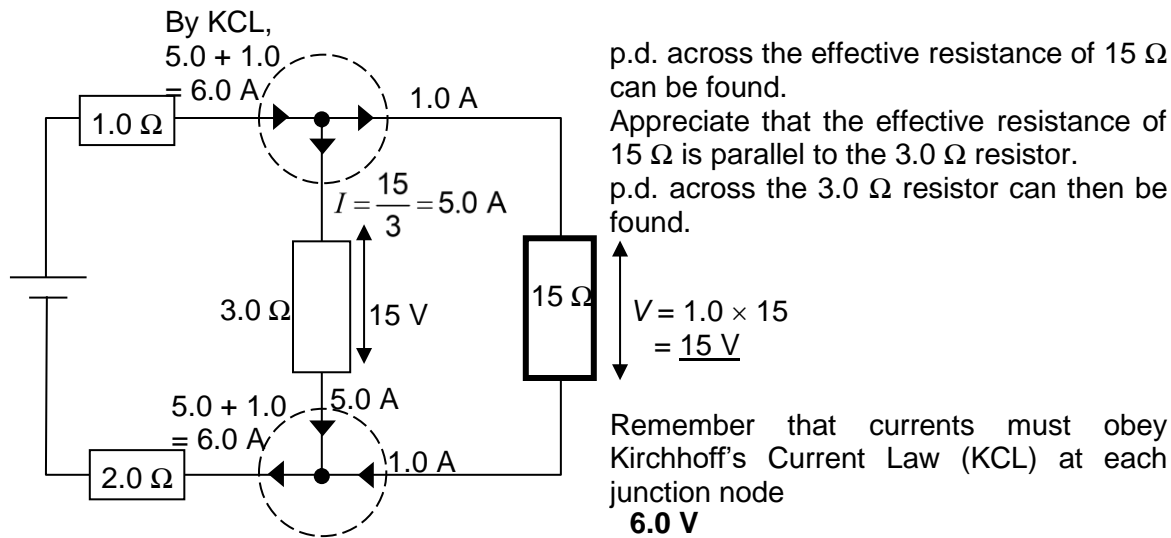 By KCL,
5.0 + 1.0
= 6.0 A
1.0 A
1.0 Ω
I = 15/3 = 5.0 A
3.0 Ω
15 V
15 Ω
V = 1.0 × 15
= 15 V
5.0 + 1.0
= 6.0 A
5.0 A
1.0 A
2.0 Ω
p.d. across the effective resistance of 15 Ω
can be found.
Appreciate that the effective resistance of
15 Ω is parallel to the 3.0 Ω resistor.
p.d. across the 3.0 Ω resistor can then be
found.
Remember that currents must obey
Kirchhoff's Current Law (KCL) at each
junction node
6.0 V